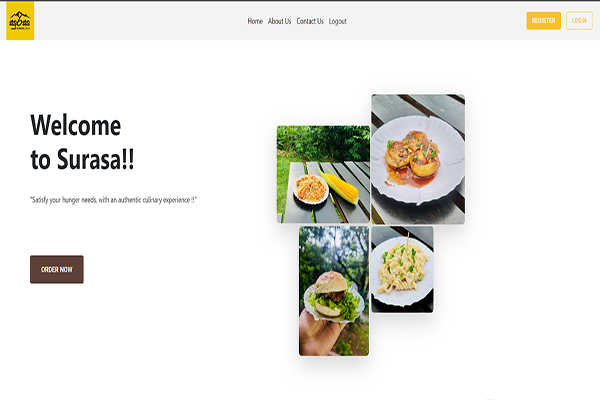 Home About Us Contact Us Logout
REGISTER
LOGIN
Welcome
to Surasa!!
"Satisfy your hunger needs, with an authentic culinary experience !!"
ORDER NOW